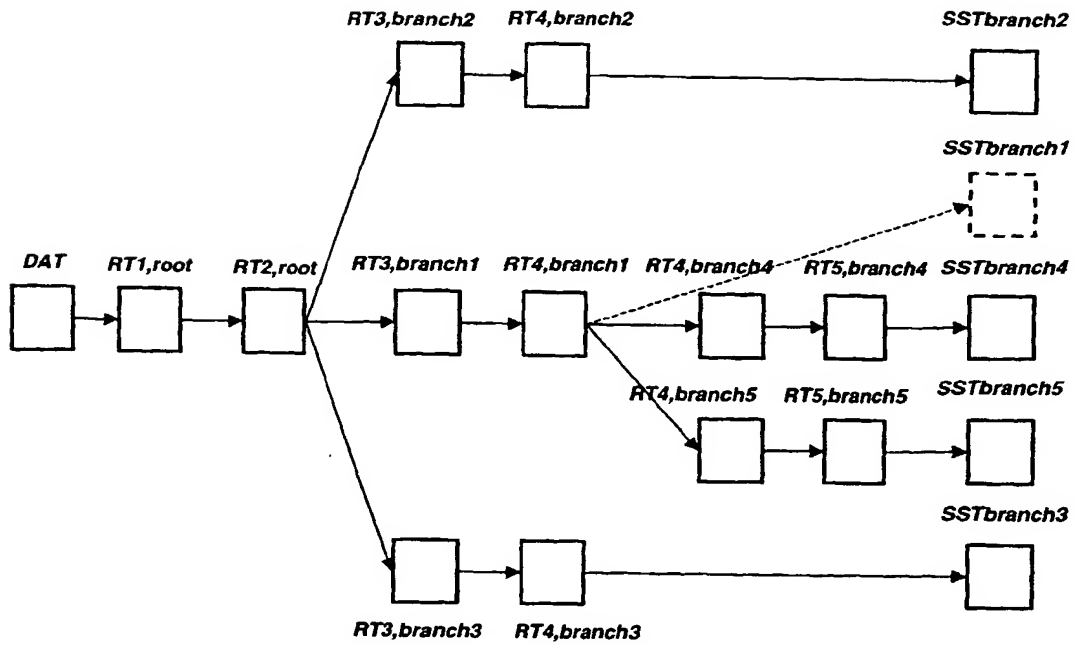 RT3,branch2 RT4,branch2 SSTbranch2
SSTbranch1
DAT RT1,root RT2,root RT3,branch1 RT4,branch1 RT4,branch4 RT5,branch4 SSTbranch4
RT4,branch5 RT5,branch5 SSTbranch5
SSTbranch3
RT3,branch3 RT4,branch3